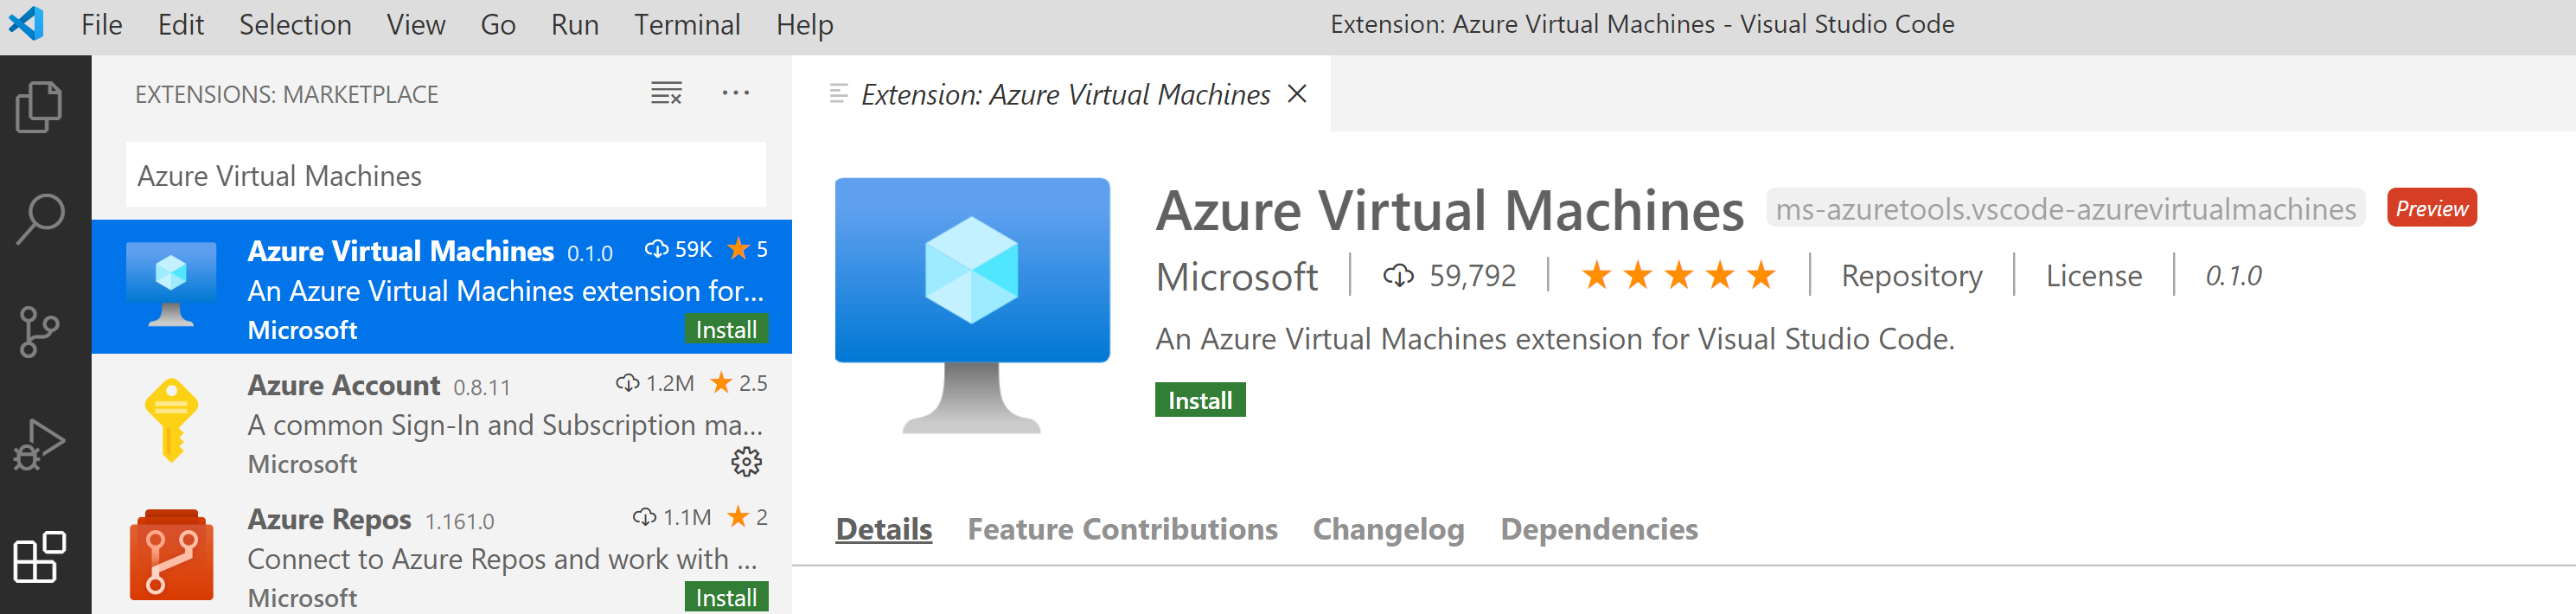 File Edit Selection View Go Run Terminal Help Extension: Azure Virtual Machines - Visual Studio Code
EXTENSIONS: MARKETPLACE
Azure Virtual Machines
Azure Virtual Machines 0.1.0 59K 5
An Azure Virtual Machines extension for...
Microsoft Install
Azure Account 0.8.11 1.2M 2.5
A common Sign-In and Subscription ma...
Microsoft
Azure Repos 1.161.0 1.1M 2
Connect to Azure Repos and work with ...
Microsoft Install
Extension: Azure Virtual Machines
Azure Virtual Machines ms-azuretools.vscode-azurevirtualmachines Preview
Microsoft 59,792 Repository License 0.1.0
An Azure Virtual Machines extension for Visual Studio Code.
Install
Details Feature Contributions Changelog Dependencies